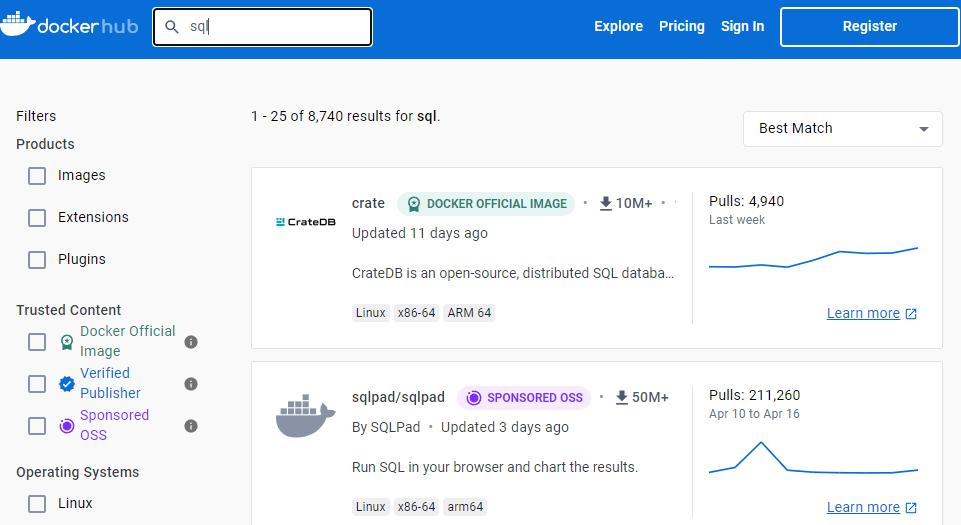 docker hub
sql
Explore
Pricing
Sign In
Register
Filters
Products
Images
Extensions
Plugins
Trusted Content
Docker Official
Image
Verified
Publisher
Sponsored
OSS
Operating Systems
Linux
1 - 25 of 8,740 results for sql.
Best Match
CrateDB
crate DOCKER OFFICIAL IMAGE • 10M+ •
Updated 11 days ago
CrateDB is an open-source, distributed SQL databa...
Linux x86-64 ARM 64
Pulls: 4,940
Last week
Learn more
sqlpad/sqlpad SPONSORED OSS • 50M+
By SQLPad • Updated 3 days ago
Run SQL in your browser and chart the results.
Linux x86-64 arm64
Pulls: 211,260
Apr 10 to Apr 16
Learn more